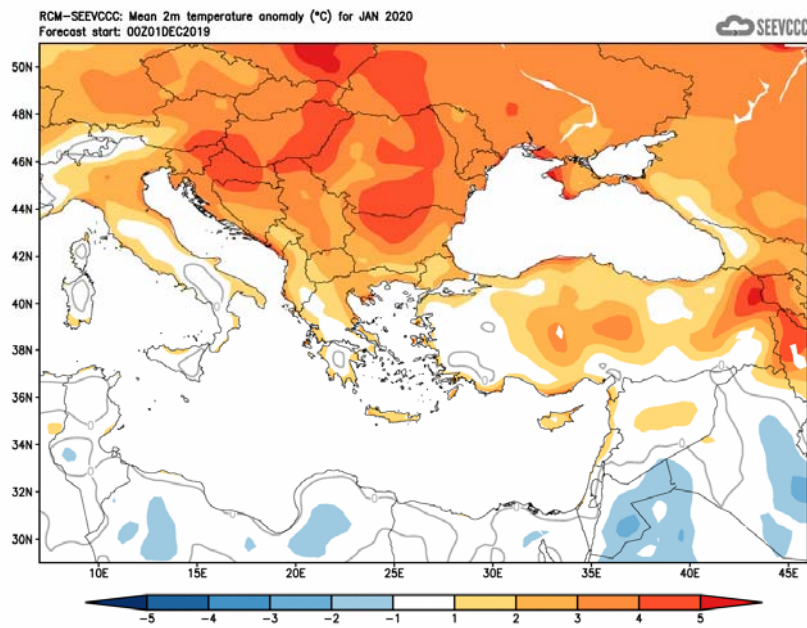 RCM-SEEVCCC: Mean 2m temperature anomaly (°C) for JAN 2020
Forecast start: 00Z01DEC2019
SEEVCCC
50N
48N
46N
44N
42N
40N
38N
36N
34N
32N
30N
10E 15E 20E 25E 30E 35E 40E 45E
-5 -4 -3 -2 -1 1 2 3 4 5